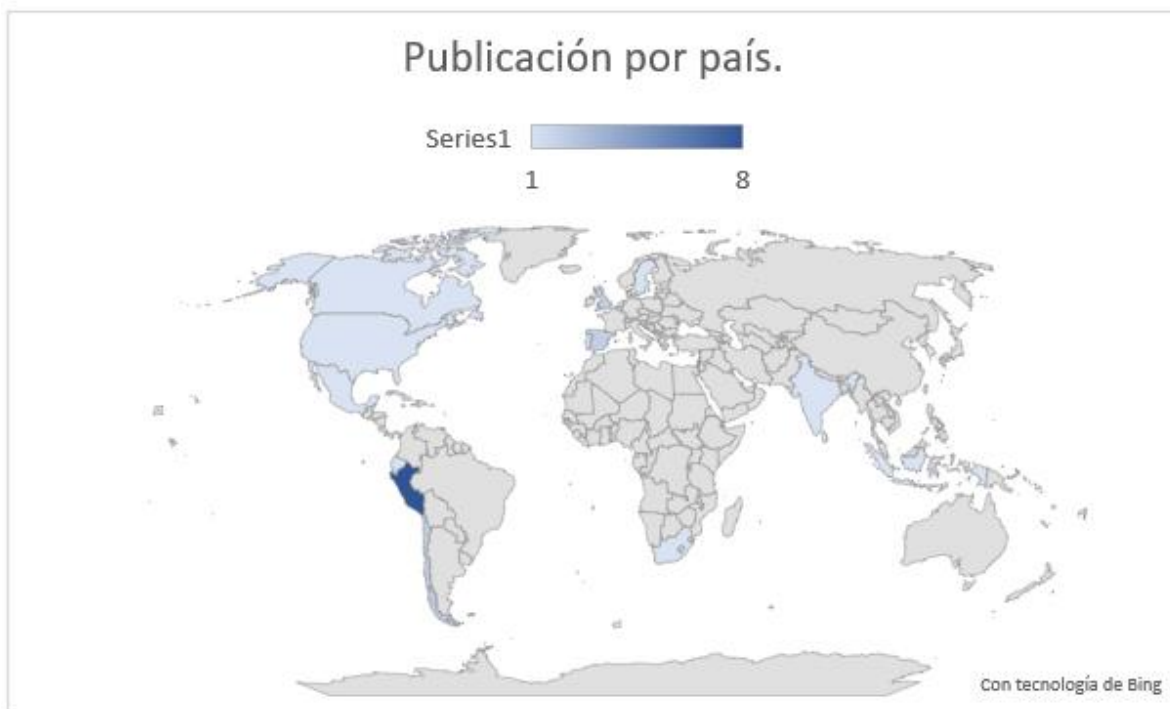 Publicación por país.
Series1
1 8
Con tecnología de Bing